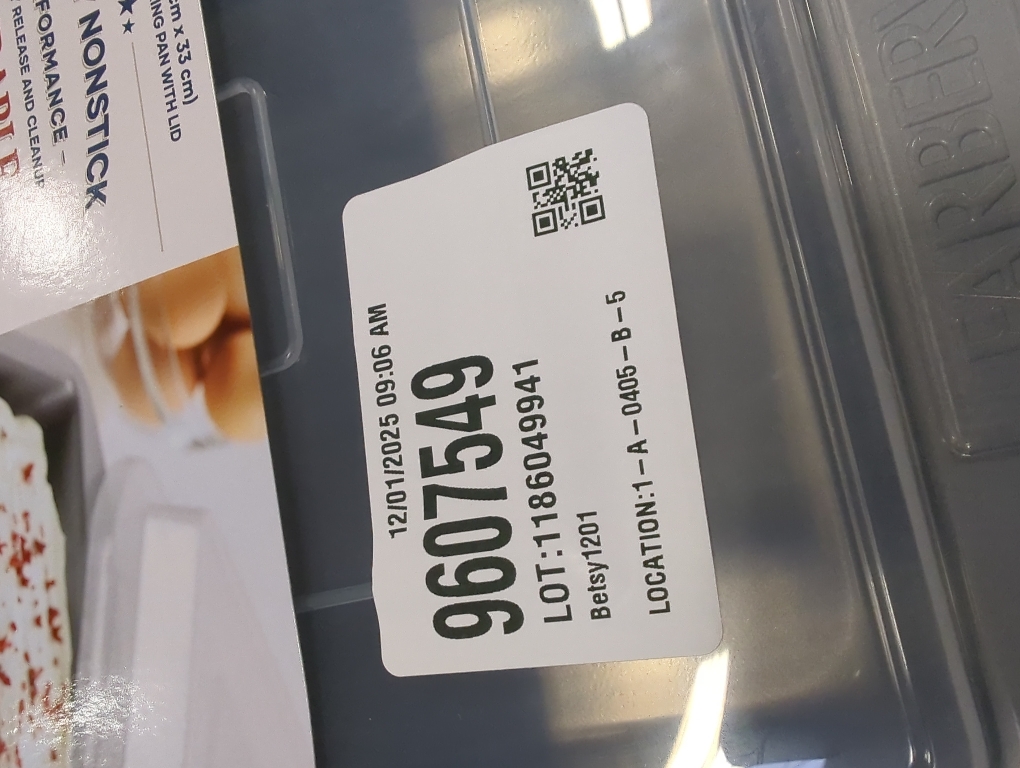 12/01/2025 09:06 AM
9607549
LOT:1186049941
Betsy1201
LOCATION:1-A-0405-B-5
cm x 33 cm)
ING PAN WITH LID
NONSTICK
FORMANCE –
RELEASE AND CLEANUP
FARBER